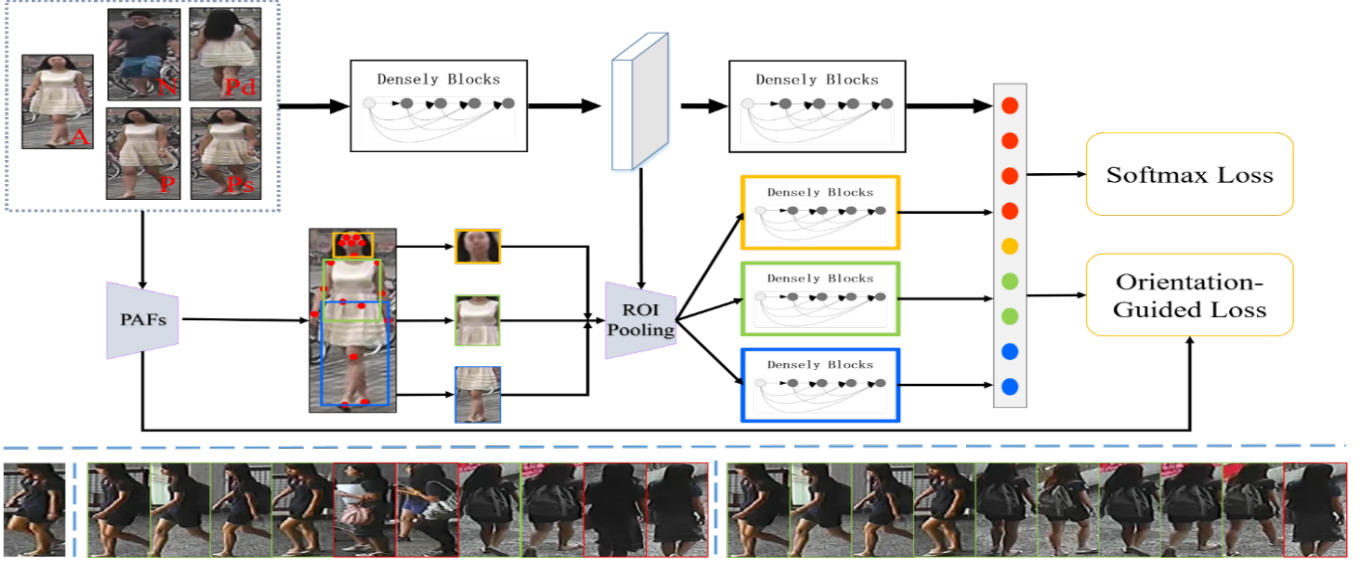 N
Pd
A
P
Ps
Densely Blocks
Densely Blocks
Softmax Loss
Densely Blocks
PAFs
ROI
Pooling
Densely Blocks
Orientation-
Guided Loss
Densely Blocks